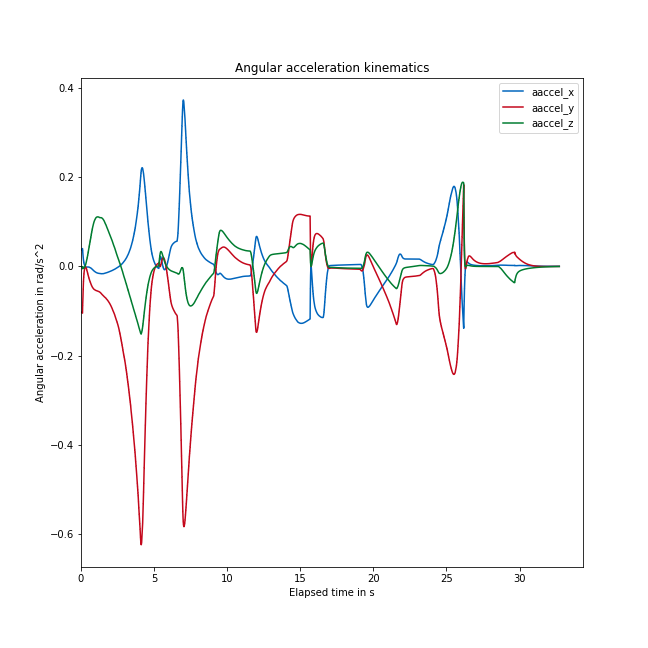 Angular acceleration kinematics
aaccel_x
aaccel_y
aaccel_z
Angular acceleration in rad/s^2
0.4
0.2
0.0
−0.2
−0.4
−0.6
0 5 10 15 20 25 30
Elapsed time in s